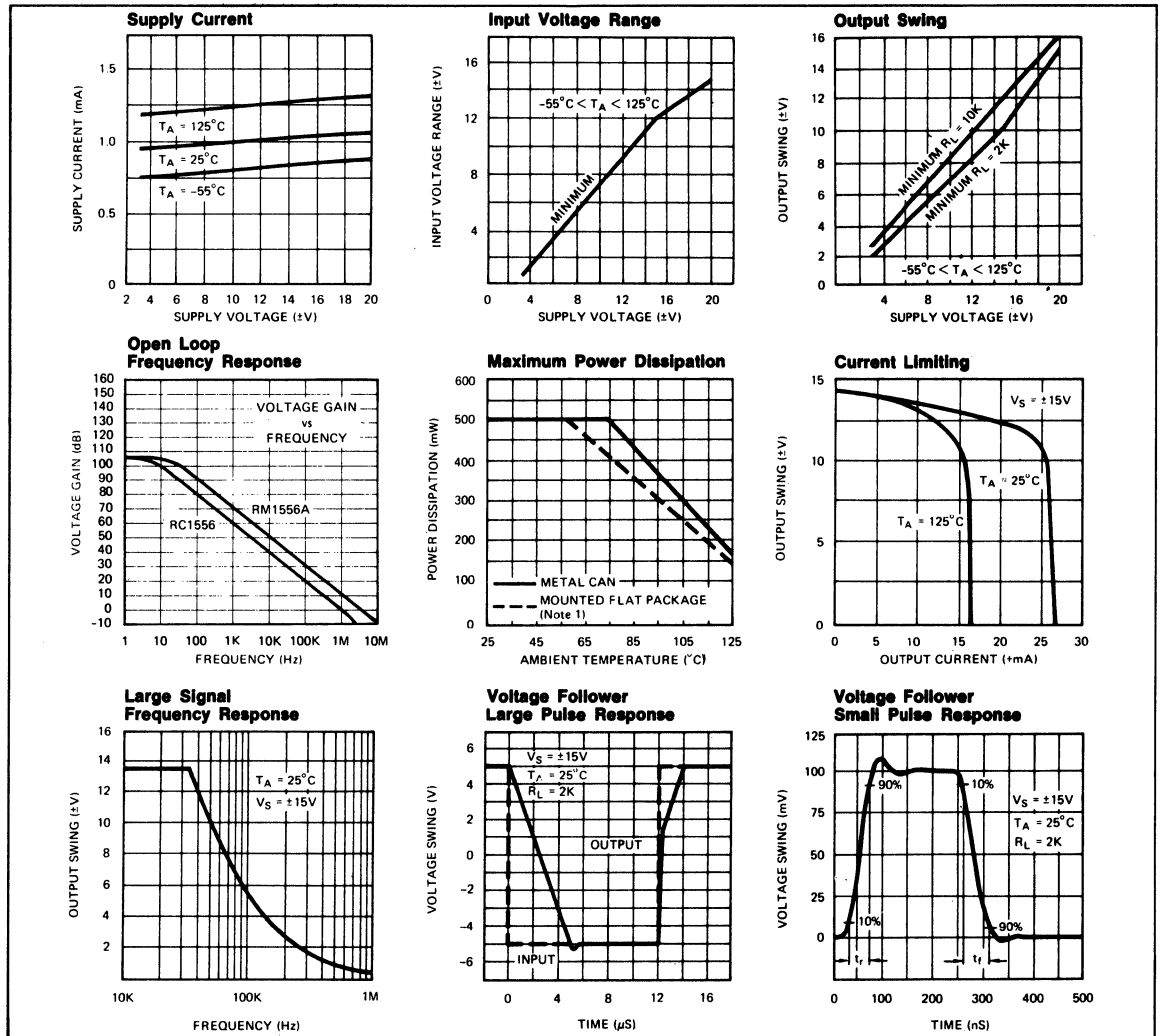 Supply Current
SUPPLY CURRENT (mA)
1.5
1.0
0.5
0
T_A = 125°C
T_A = 25°C
T_A = -55°C
2 4 6 8 10 12 14 16 18 20
SUPPLY VOLTAGE (±V)
Input Voltage Range
INPUT VOLTAGE RANGE (±V)
16
12
8
4
-55°C < T_A < 125°C
MINIMUM
0 4 8 12 16 20
SUPPLY VOLTAGE (±V)
Output Swing
OUTPUT SWING (±V)
16
14
12
10
8
6
4
2
0
MINIMUM R_L = 10K
MINIMUM R_L = 2K
-55°C < T_A < 125°C
4 8 12 16 20
SUPPLY VOLTAGE (±V)
Open Loop
Frequency Response
VOLTAGE GAIN (dB)
160
150
140
130
120
110
100
90
80
70
60
50
40
30
20
10
0
-10
VOLTAGE GAIN
vs
FREQUENCY
RM1556A
RC1556
1 10 100 1K 10K 100K 1M 10M
FREQUENCY (Hz)
Maximum Power Dissipation
POWER DISSIPATION (mW)
600
500
400
300
200
100
0
METAL CAN
MOUNTED FLAT PACKAGE
(Note 1)
25 45 65 85 105 125
AMBIENT TEMPERATURE (°C)
Current Limiting
OUTPUT SWING (±V)
15
10
5
0
V_S = ±15V
T_A = 25°C
T_A = 125°C
0 5 10 15 20 25 30
OUTPUT CURRENT (+mA)
Large Signal
Frequency Response
OUTPUT SWING (±V)
16
14
12
10
8
6
4
2
T_A = 25°C
V_S = ±15V
10K 100K 1M
FREQUENCY (Hz)
Voltage Follower
Large Pulse Response
VOLTAGE SWING (V)
6
4
2
0
-2
-4
-6
V_S = ±15V
T_A = 25°C
R_L = 2K
OUTPUT
INPUT
0 4 8 12 16
TIME (µS)
Voltage Follower
Small Pulse Response
VOLTAGE SWING (mV)
125
100
75
50
25
0
90%
10%
V_S = ±15V
T_A = 25°C
R_L = 2K
10%
90%
t_r
t_f
0 100 200 300 400 500
TIME (nS)